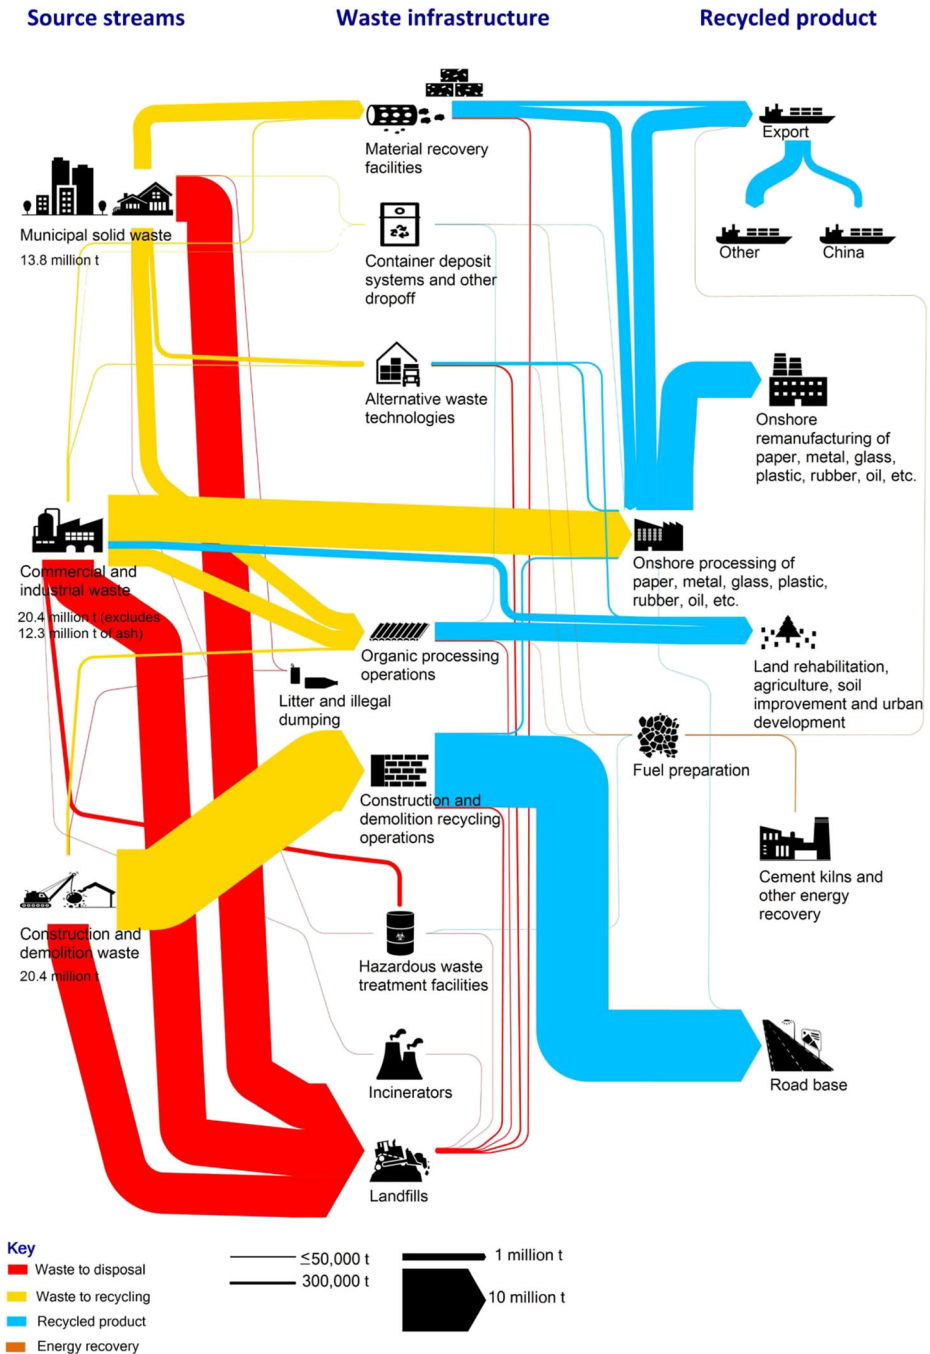 Source streams
Waste infrastructure
Recycled product
Material recovery
facilities
Export
Municipal solid waste
13.8 million t
Container deposit
systems and other
dropoff
Other
China
Alternative waste
technologies
Onshore
remanufacturing of
paper, metal, glass,
plastic, rubber, oil, etc.
Commercial and
industrial waste
20.4 million t (excludes
12.3 million t of ash)
Onshore processing of
paper, metal, glass, plastic,
rubber, oil, etc.
Organic processing
operations
Land rehabilitation,
agriculture, soil
improvement and urban
development
Litter and illegal
dumping
Fuel preparation
Construction and
demolition recycling
operations
Cement kilns and
other energy
recovery
Construction and
demolition waste
20.4 million t
Hazardous waste
treatment facilities
Incinerators
Road base
Landfills
Key
Waste to disposal
Waste to recycling
Recycled product
Energy recovery
≤50,000 t
300,000 t
1 million t
10 million t